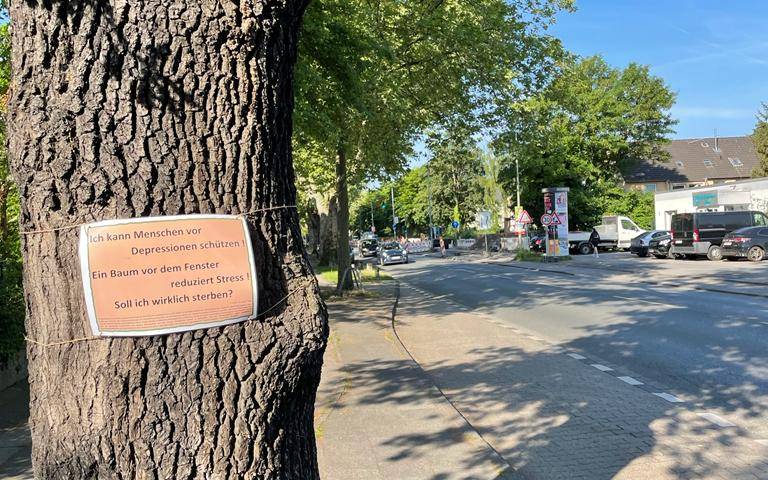 Ich kann Menschen vor
Depressionen schützen !
Ein Baum vor dem Fenster
reduziert Stress !
Soll ich wirklich sterben?